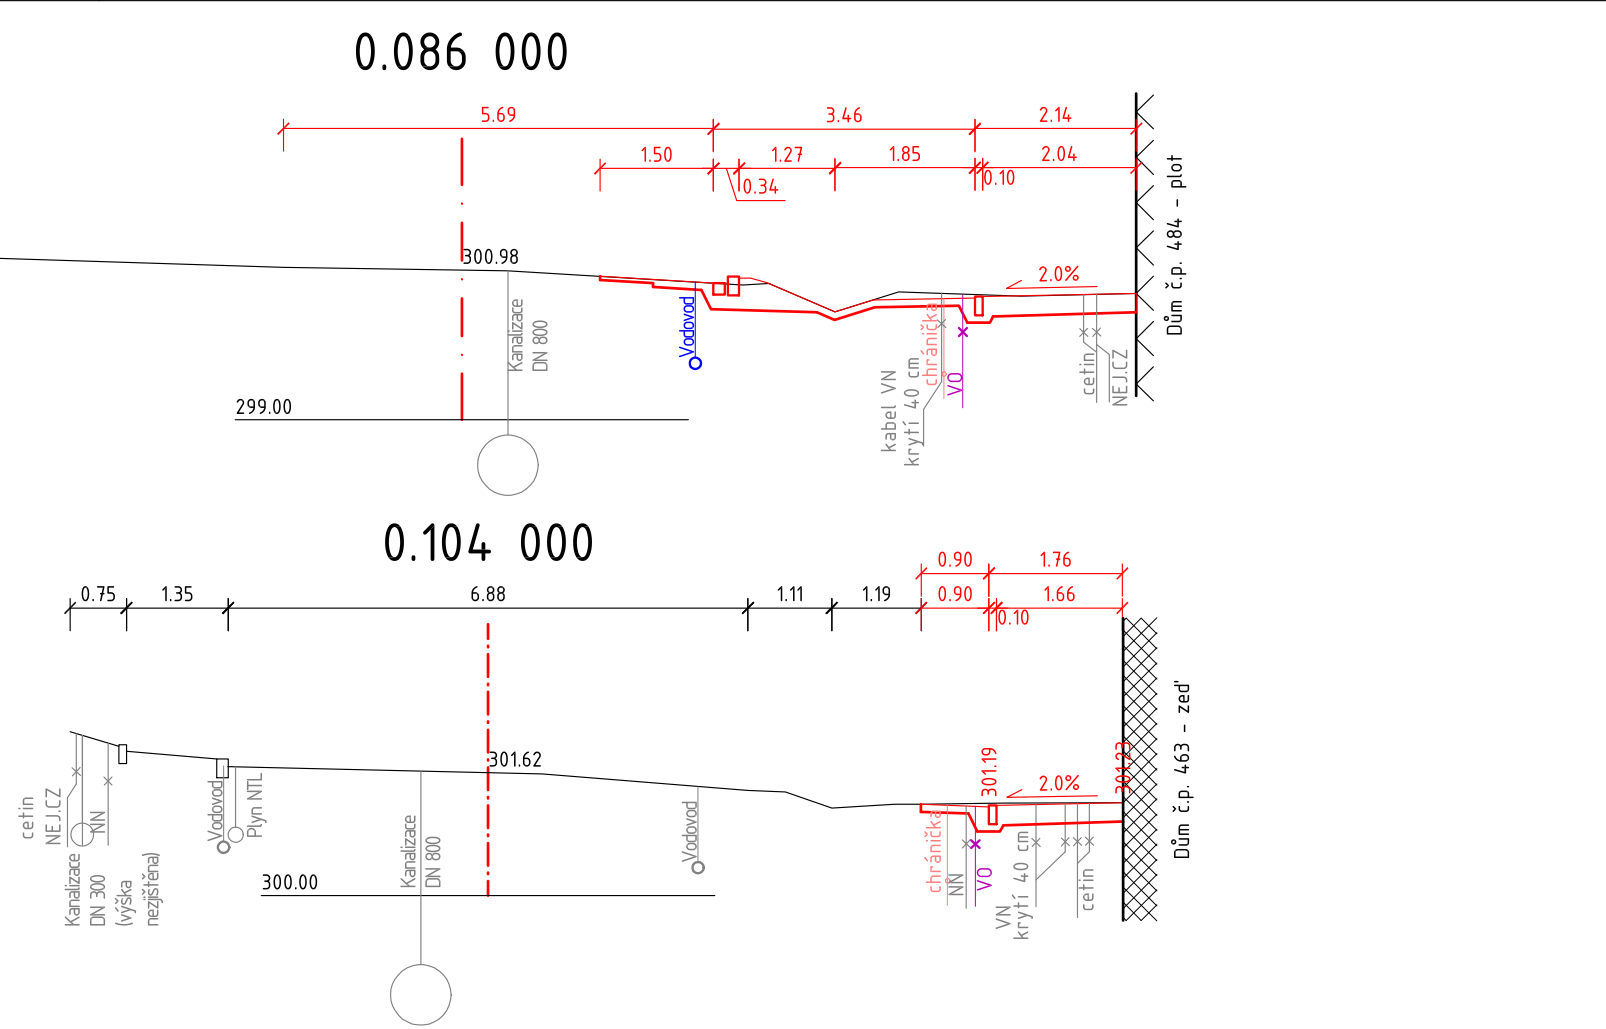 0.086 000
5.69
3.46
2.14
1.50
1.27
1.85
2.04
0.34
0.10
300.98
2.0%
Kanalizace
DN 800
Vodovod
chránička
kabel VN
krytí 40 cm
VO
cetin
NEJ.CZ
Dům č.p. 484 - plot
299.00
0.104 000
0.90
1.76
0.75
1.35
6.88
1.11
1.19
0.90
1.66
0.10
301.62
301.19
2.0%
301.23
cetin
NEJ.CZ
NN
Kanalizace
DN 300
(výška
nezjištěna)
Vodovod
Plyn NTL
Kanalizace
DN 800
Vodovod
chránička
NN
VO
VN
krytí 40 cm
cetin
Dům č.p. 463 - zeď
300.00